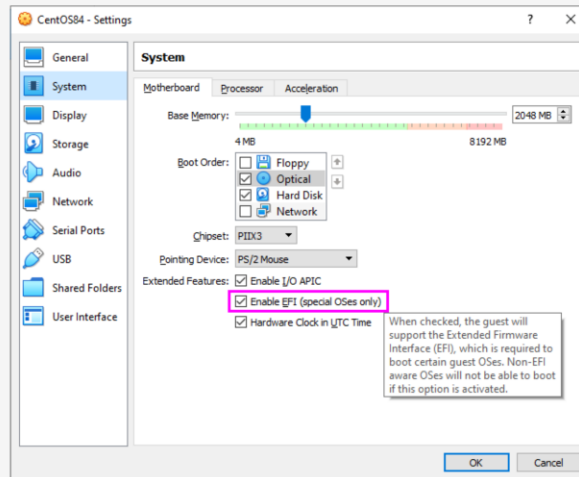 CentOS84 - Settings
?
General
System
Display
Storage
Audio
Network
Serial Ports
USB
Shared Folders
User Interface
System
Motherboard Processor Acceleration
Base Memory: 2048 MB
4 MB 8192 MB
Boot Order: Floppy
Optical
Hard Disk
Network
Chipset: PIIX3
Pointing Device: PS/2 Mouse
Extended Features: Enable I/O APIC
Enable EFI (special OSes only)
Hardware Clock in UTC Time
When checked, the guest will
support the Extended Firmware
Interface (EFI), which is required to
boot certain guest OSes. Non-EFI
aware OSes will not be able to boot
if this option is activated.
OK Cancel